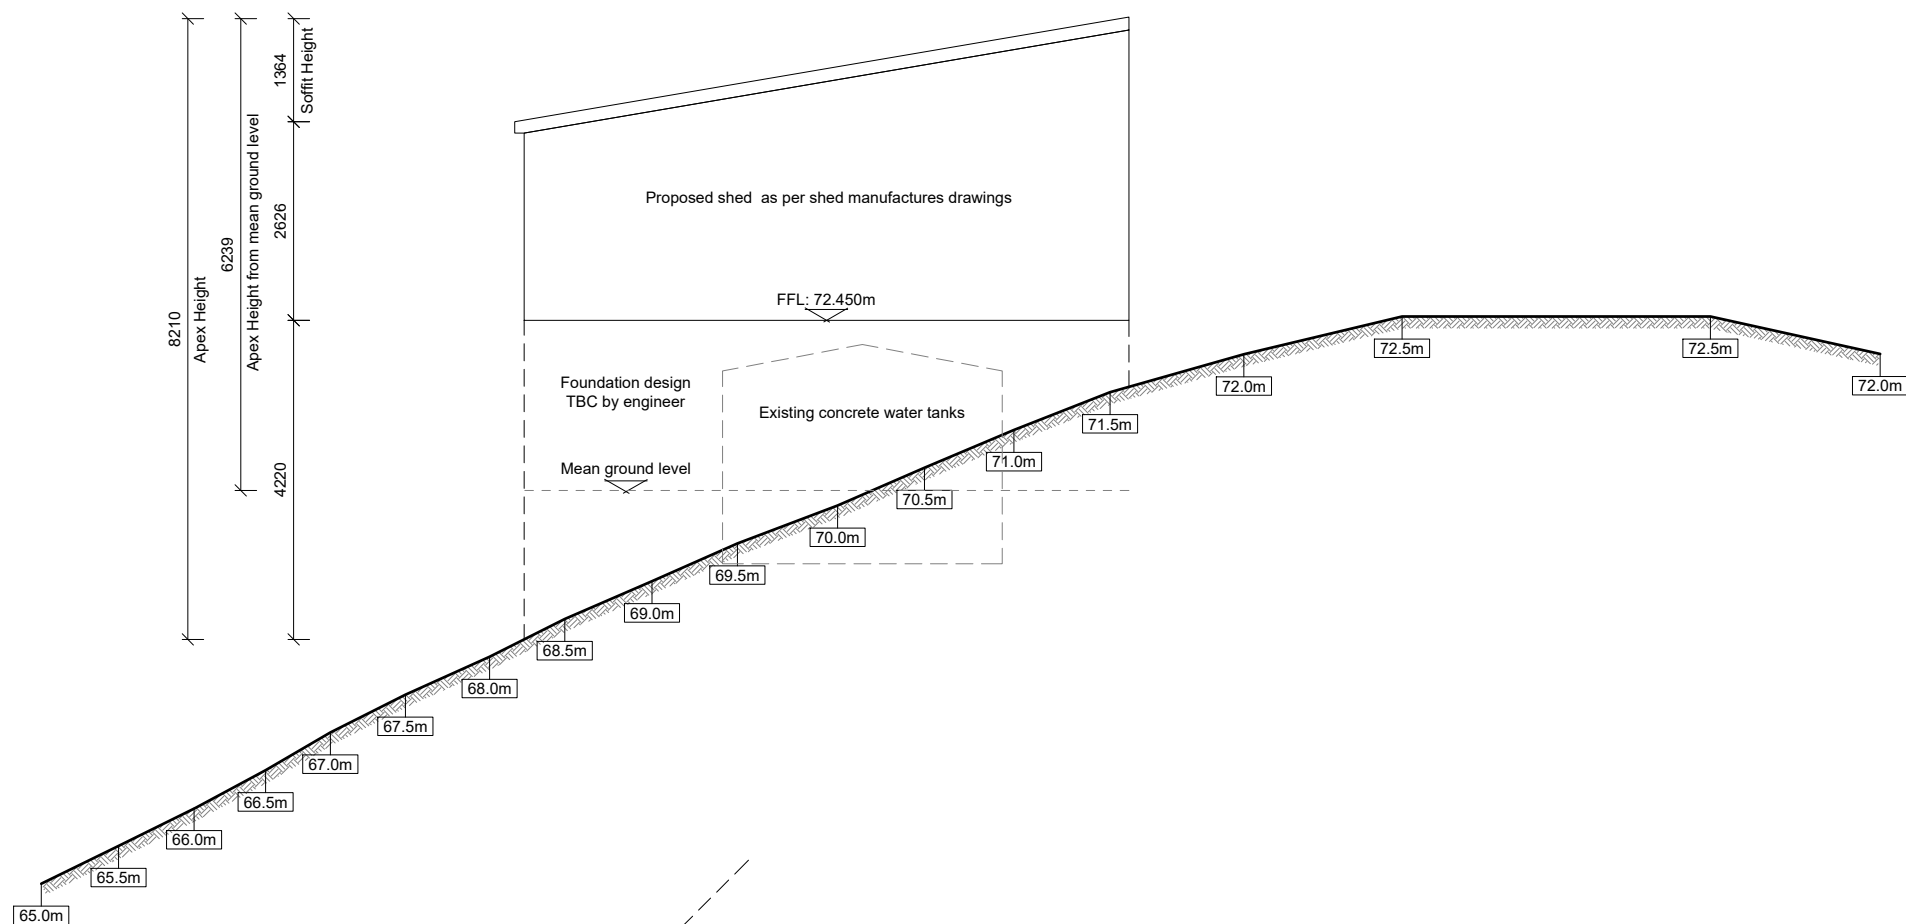 1364
Soffit Height
2626
4220
6239
Apex Height from mean ground level
8210
Apex Height
Proposed shed as per shed manufactures drawings
FFL: 72.450m
Foundation design
TBC by engineer
Existing concrete water tanks
Mean ground level
65.0m
65.5m
66.0m
66.5m
67.0m
67.5m
68.0m
68.5m
69.0m
69.5m
70.0m
70.5m
71.0m
71.5m
72.0m
72.5m
72.5m
72.0m